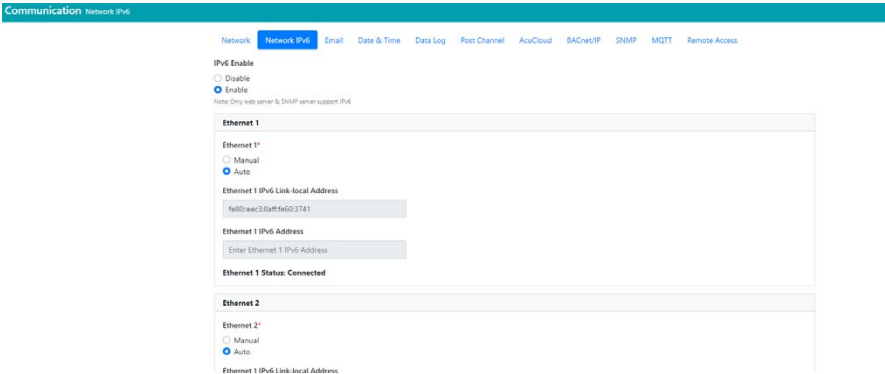 Communication Network IPv6
Network Network IPv6 Email Date & Time Data Log Post Channel AcuCloud BACnet/IP SNMP MQTT Remote Access
IPv6 Enable
Disable
Enable
Note: Only web server & SNMP server support IPv6
Ethernet 1
Ethernet 1*
Manual
Auto
Ethernet 1 IPv6 Link-local Address
fe80::eec3:8aff:fe60:3741
Ethernet 1 IPv6 Address
Enter Ethernet 1 IPv6 Address
Ethernet 1 Status: Connected
Ethernet 2
Ethernet 2*
Manual
Auto
Ethernet 1 IPv6 Link-local Address